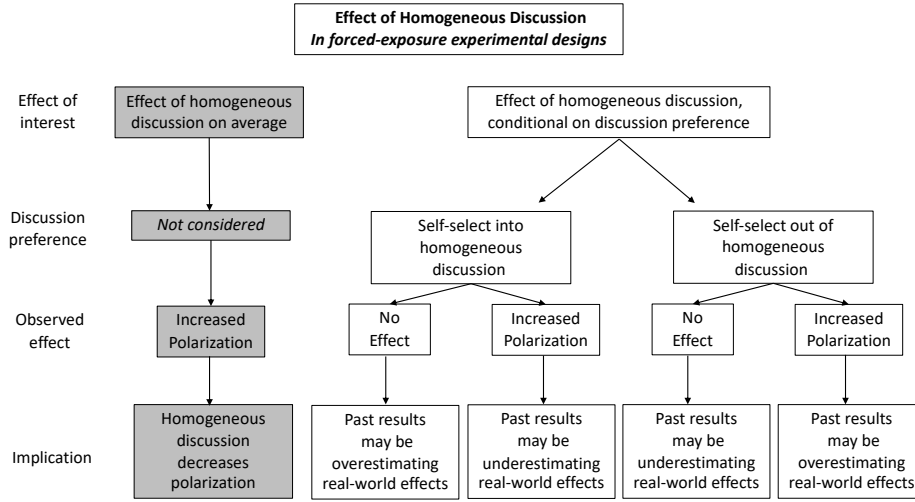 Effect of Homogeneous Discussion
In forced-exposure experimental designs
Effect of
interest
Effect of homogeneous
discussion on average
Effect of homogeneous discussion,
conditional on discussion preference
Discussion
preference
Not considered
Self-select into
homogeneous
discussion
Self-select out of
homogeneous
discussion
Observed
effect
Increased
Polarization
No
Effect
Increased
Polarization
No
Effect
Increased
Polarization
Implication
Homogeneous
discussion
decreases
polarization
Past results
may be
overestimating
real-world effects
Past results
may be
underestimating
real-world effects
Past results
may be
underestimating
real-world effects
Past results
may be
overestimating
real-world effects